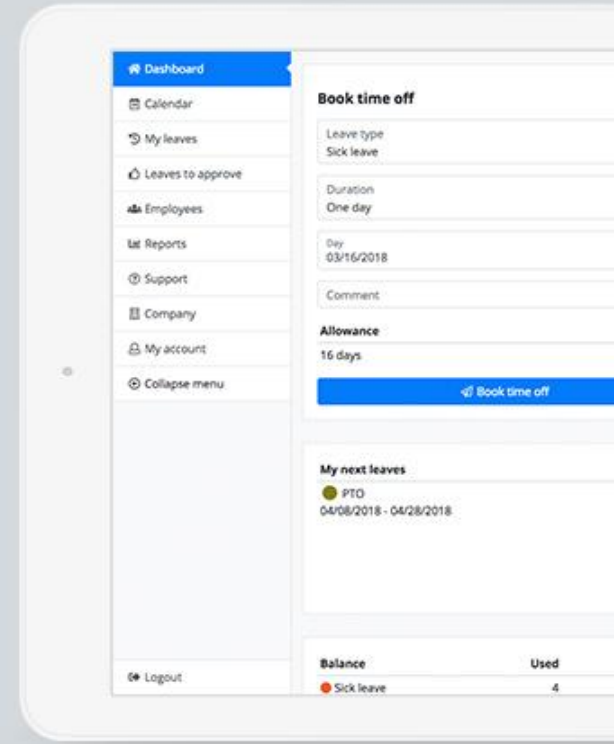 Dashboard
Calendar
My leaves
Leaves to approve
Employees
Reports
Support
Company
My account
Collapse menu
Logout
Book time off
Leave type
Sick leave
Duration
One day
Day
03/16/2018
Comment
Allowance
16 days
Book time off
My next leaves
PTO
04/08/2018 - 04/28/2018
Balance Used
Sick leave 4